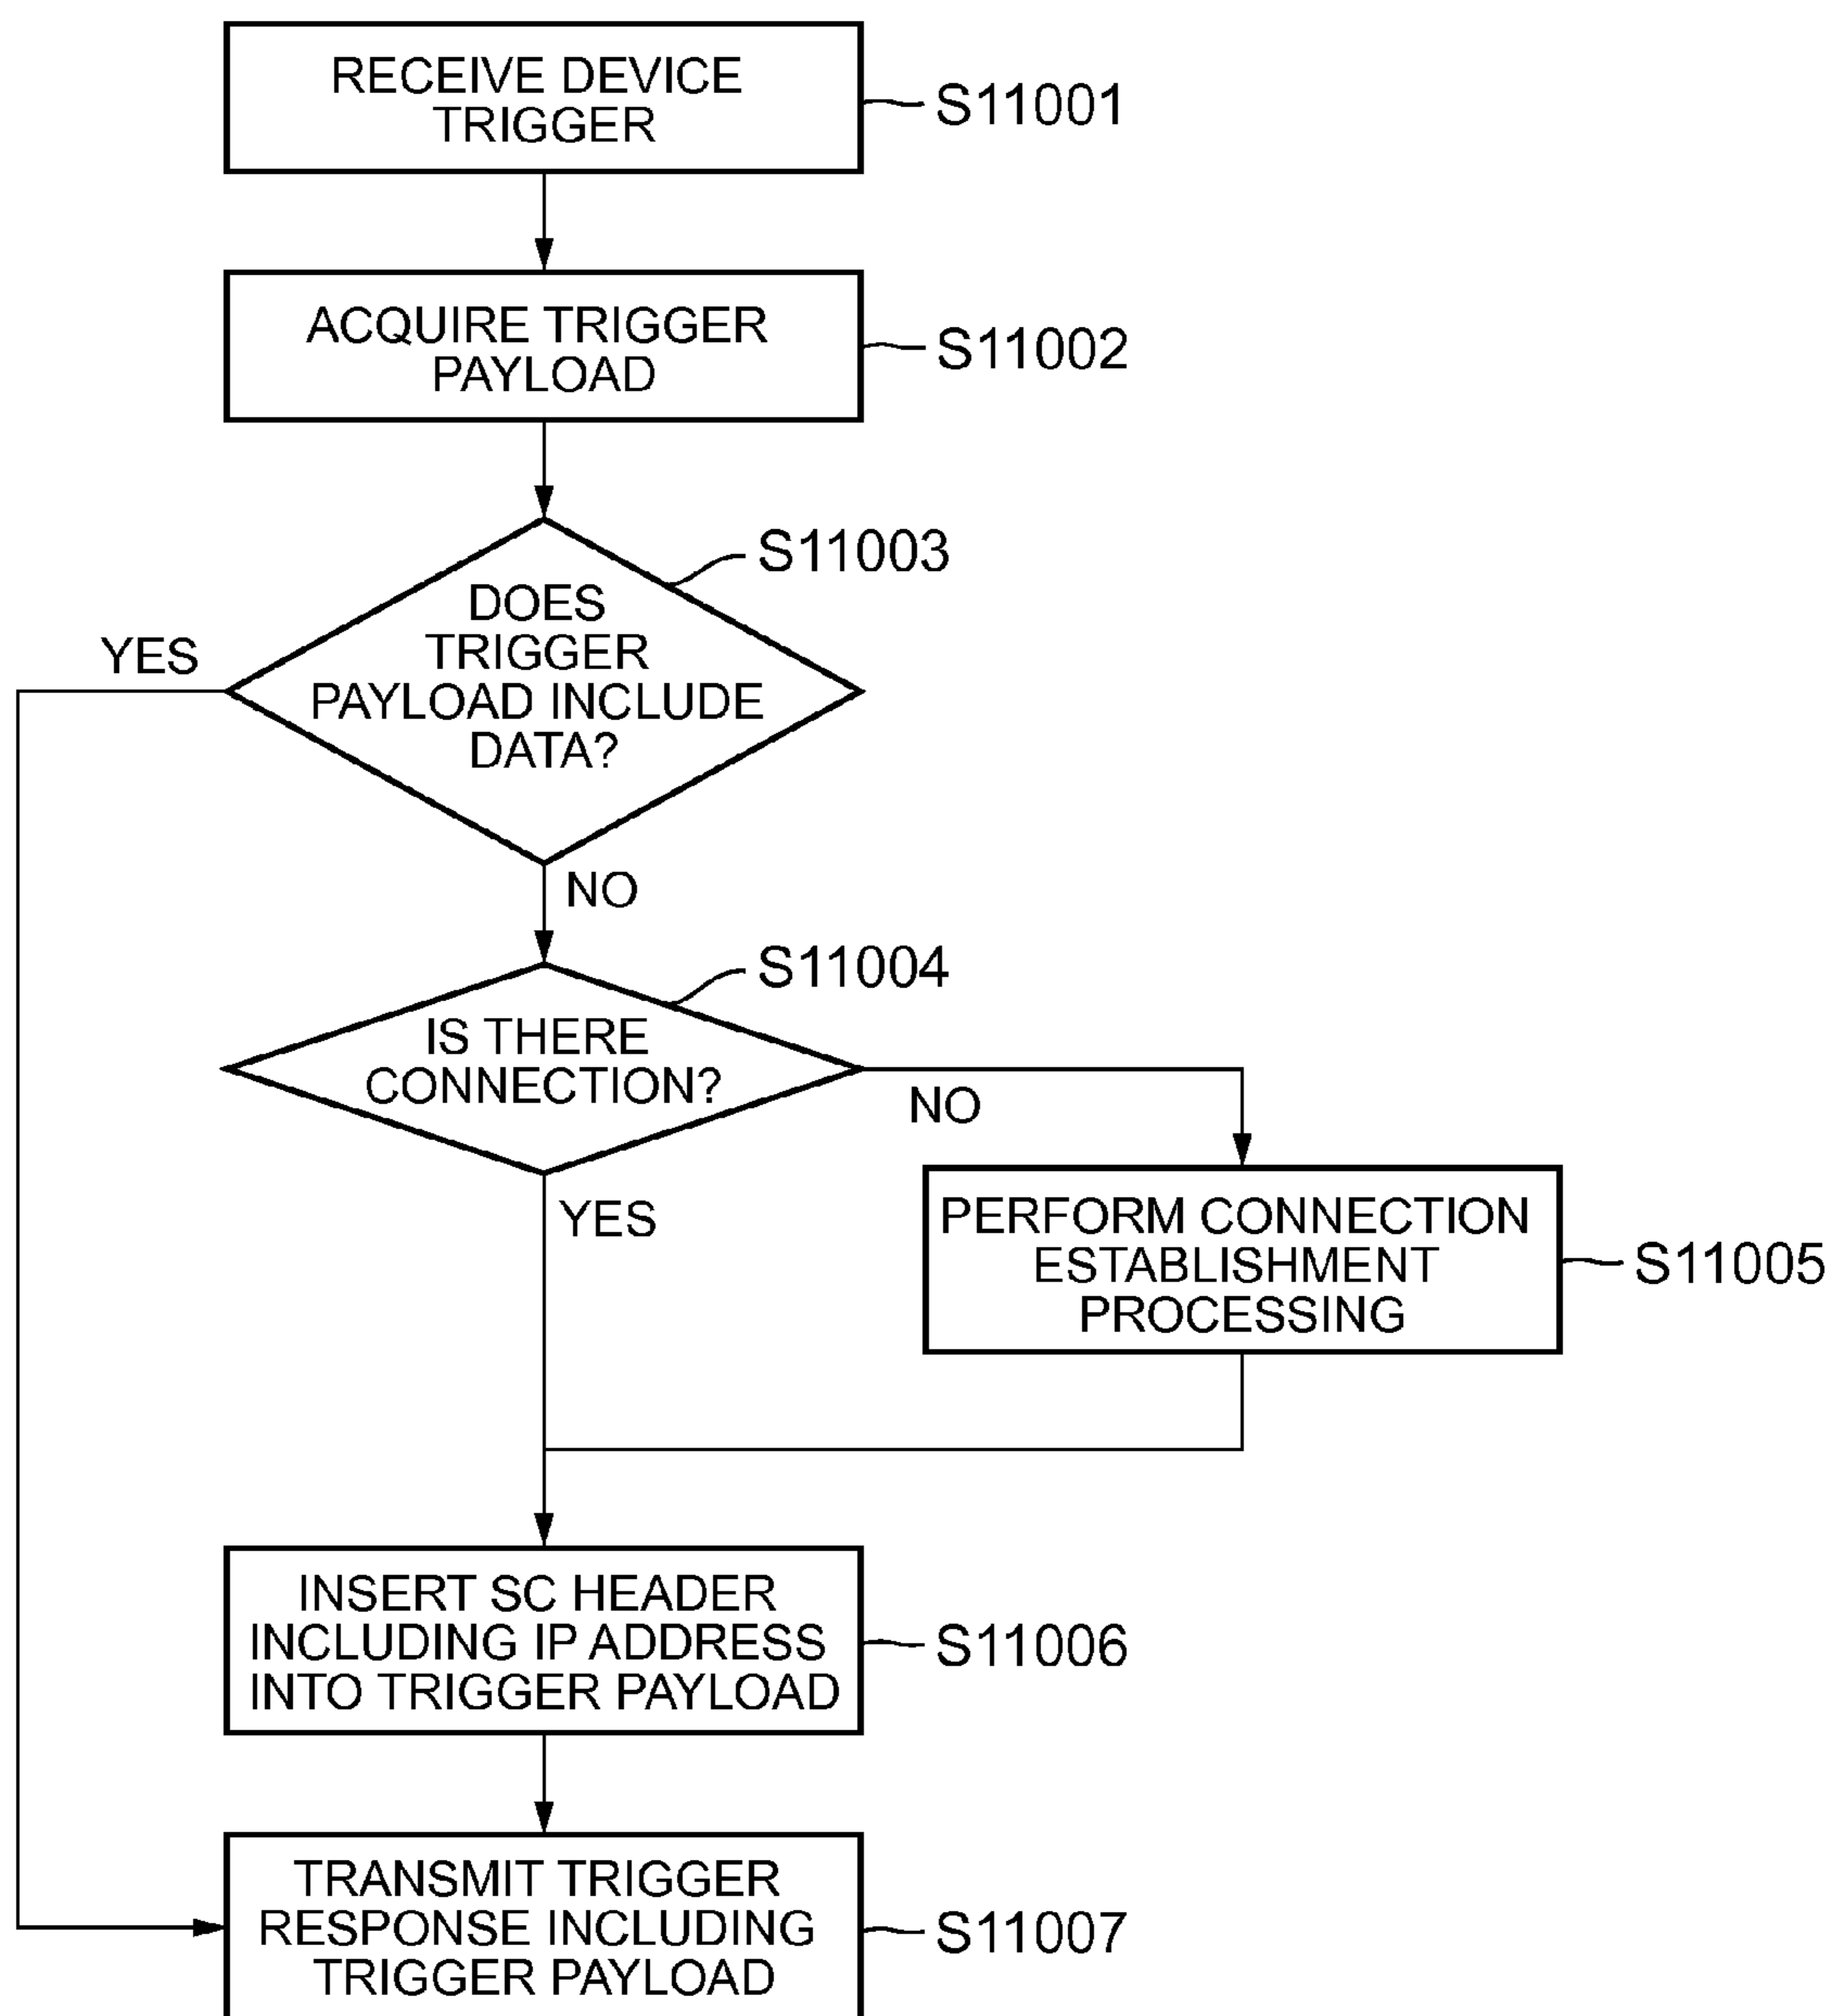 RECEIVE DEVICE
TRIGGER
S11001
ACQUIRE TRIGGER
PAYLOAD
S11002
S11003
DOES
TRIGGER
PAYLOAD INCLUDE
DATA?
YES
NO
S11004
IS THERE
CONNECTION?
NO
YES
PERFORM CONNECTION
ESTABLISHMENT
PROCESSING
S11005
INSERT SC HEADER
INCLUDING IP ADDRESS
INTO TRIGGER PAYLOAD
S11006
TRANSMIT TRIGGER
RESPONSE INCLUDING
TRIGGER PAYLOAD
S11007